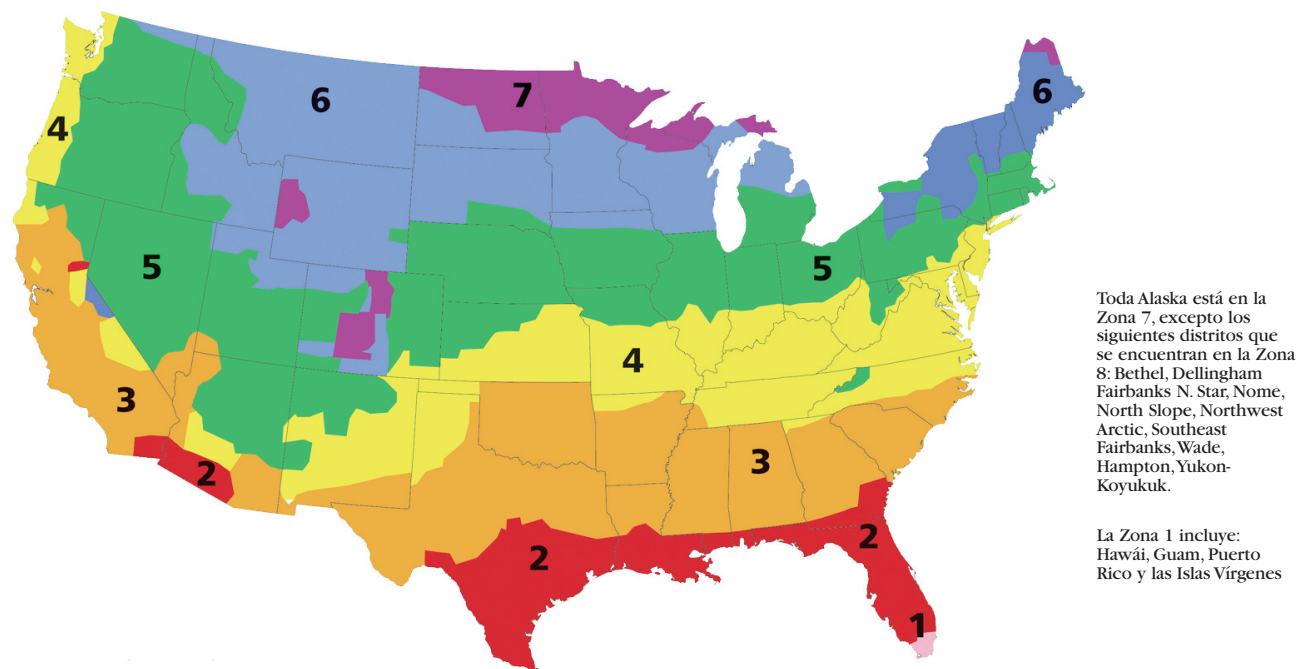 6
7
6
4
5
5
4
3
3
2
2
2
1
Toda Alaska está en la
Zona 7, excepto los
siguientes distritos que
se encuentran en la Zona
8: Bethel, Dellingham
Fairbanks N. Star, Nome,
North Slope, Northwest
Arctic, Southeast
Fairbanks, Wade,
Hampton, Yukon-
Koyukuk.
La Zona 1 incluye:
Hawái, Guam, Puerto
Rico y las Islas Vírgenes